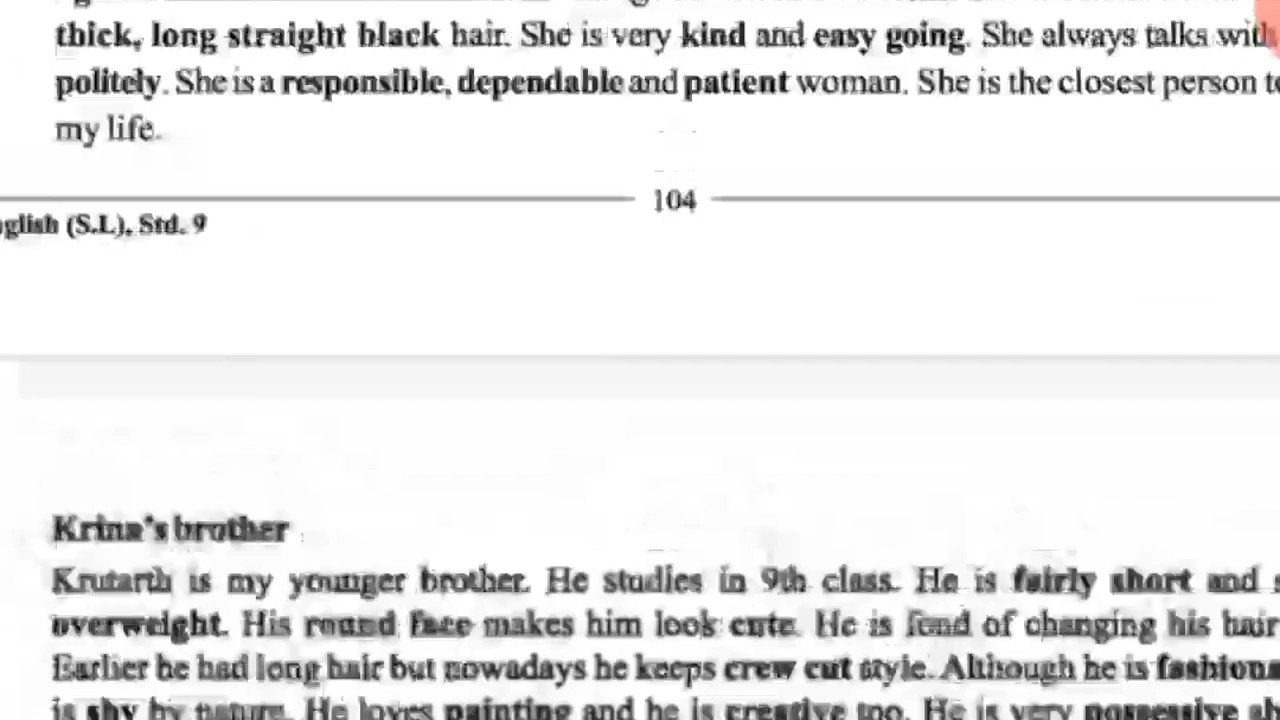 thick, long straight black hair. She is very kind and easy going. She always talks with
politely. She is a responsible, dependable and patient woman. She is the closest person
my life.
104
glish (S.L), Std. 9
Krina's brother
Krutarth is my younger brother. He studies in 9th class. He is fairly short and
overweight. His round face makes him look cute. He is fond of changing his hair
Earlier he had long hair but nowadays he keeps crew cut style. Although he is fashiona
is shy by nature. He loves painting and he is creative too. He is very possessive ab